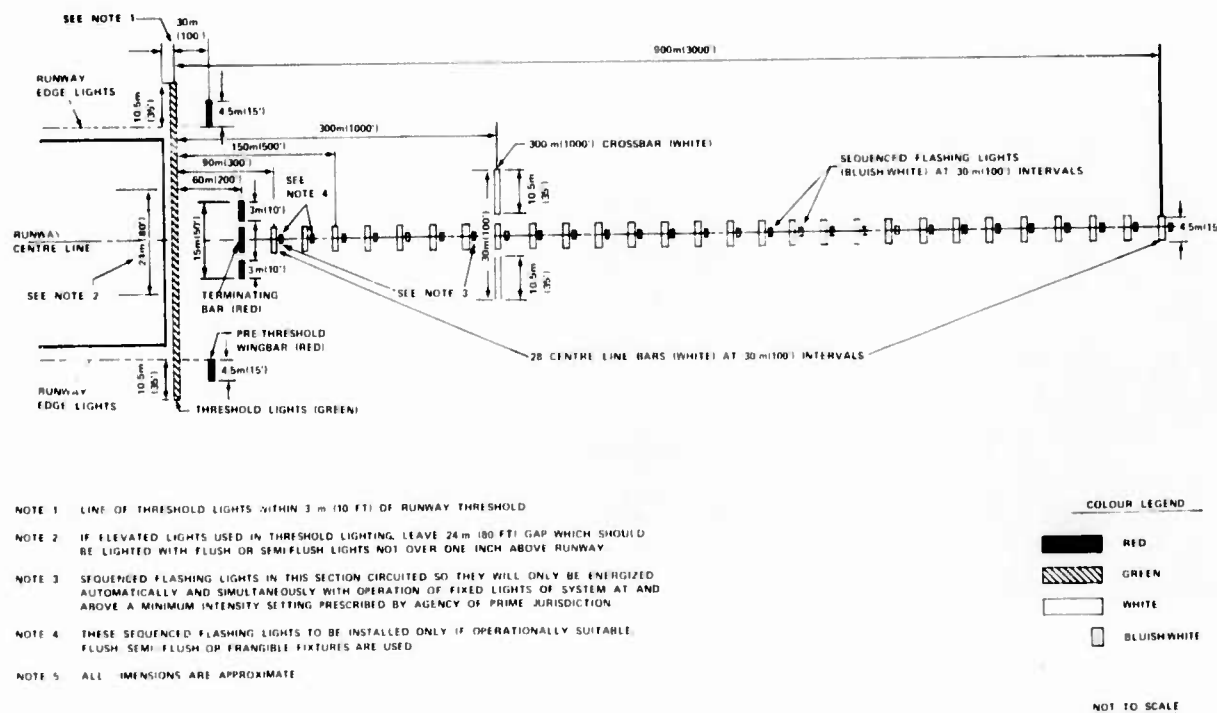 SEE NOTE 1
30m
(100')
900m(3000')
RUNWAY
EDGE LIGHTS
10.5m
(35')
4.5m(15')
300m(1000')
150m(500')
90m(300')
60m(200')
300m(1000') CROSSBAR (WHITE)
SEQUENCED FLASHING LIGHTS
(BLUISH WHITE) AT 30m(100') INTERVALS
SEE
NOTE 4
3m(10')
10.5m
(35')
RUNWAY
CENTRE LINE
15m(50')
30m(100')
4.5m(15
3m(10')
SEE NOTE 2
SEE NOTE 3
10.5m
(35')
TERMINATING
BAR (RED)
PRE THRESHOLD
WINGBAR (RED)
28 CENTRE LINE BARS (WHITE) AT 30m(100') INTERVALS
4.5m(15')
10.5m
(35')
RUNWAY
EDGE LIGHTS
THRESHOLD LIGHTS (GREEN)
NOTE 1 LINE OF THRESHOLD LIGHTS WITHIN 3 m (10 FT) OF RUNWAY THRESHOLD
NOTE 2 IF ELEVATED LIGHTS USED IN THRESHOLD LIGHTING, LEAVE 24 m (80 FT) GAP WHICH SHOULD
BE LIGHTED WITH FLUSH OR SEMIFLUSH LIGHTS NOT OVER ONE INCH ABOVE RUNWAY
NOTE 3 SEQUENCED FLASHING LIGHTS IN THIS SECTION CIRCUITED SO THEY WILL ONLY BE ENERGIZED
AUTOMATICALLY AND SIMULTANEOUSLY WITH OPERATION OF FIXED LIGHTS OF SYSTEM AT AND
ABOVE A MINIMUM INTENSITY SETTING PRESCRIBED BY AGENCY OF PRIME JURISDICTION
NOTE 4 THESE SEQUENCED FLASHING LIGHTS TO BE INSTALLED ONLY IF OPERATIONALLY SUITABLE
FLUSH SEMI FLUSH OR FRANGIBLE FIXTURES ARE USED
NOTE 5 ALL IMENSIONS ARE APPROXIMATE
COLOUR LEGEND
RED
GREEN
WHITE
BLUISH WHITE
NOT TO SCALE